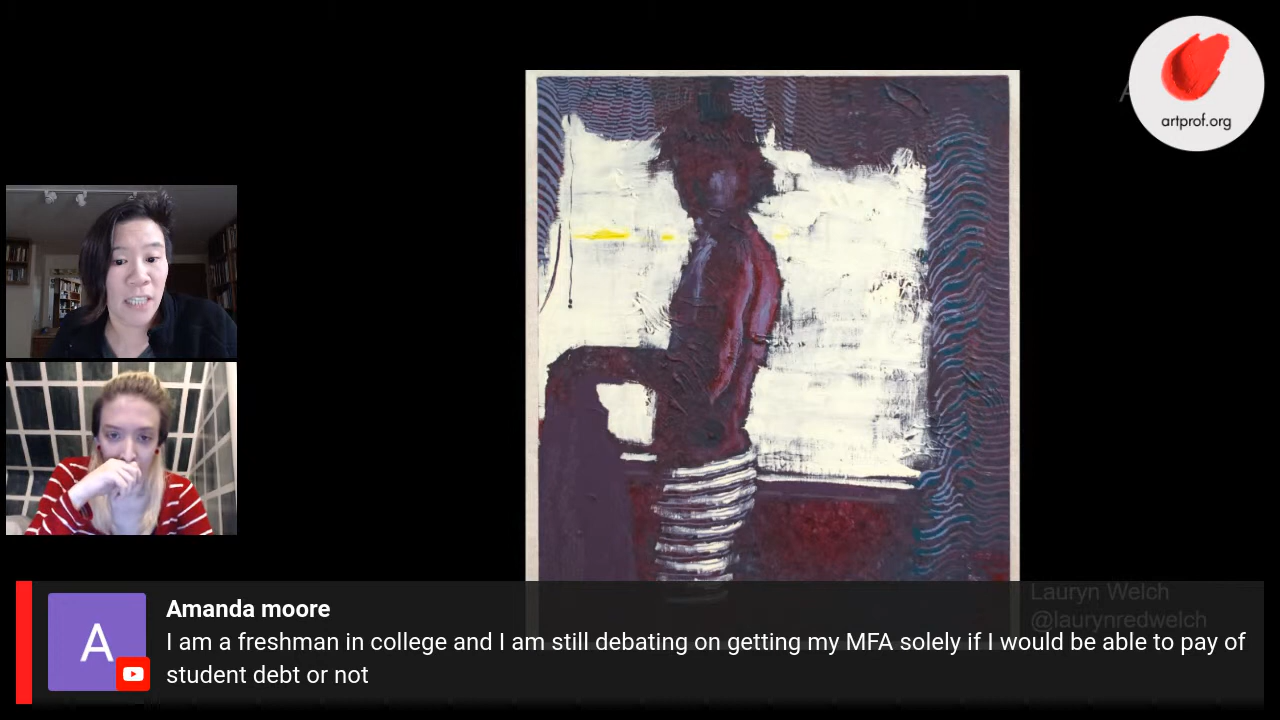 artprof.org
Amanda moore
I am a freshman in college and I am still debating on getting my MFA solely if I would be able to pay of
student debt or not
A
Lauryn Welch
@laurynredwelch